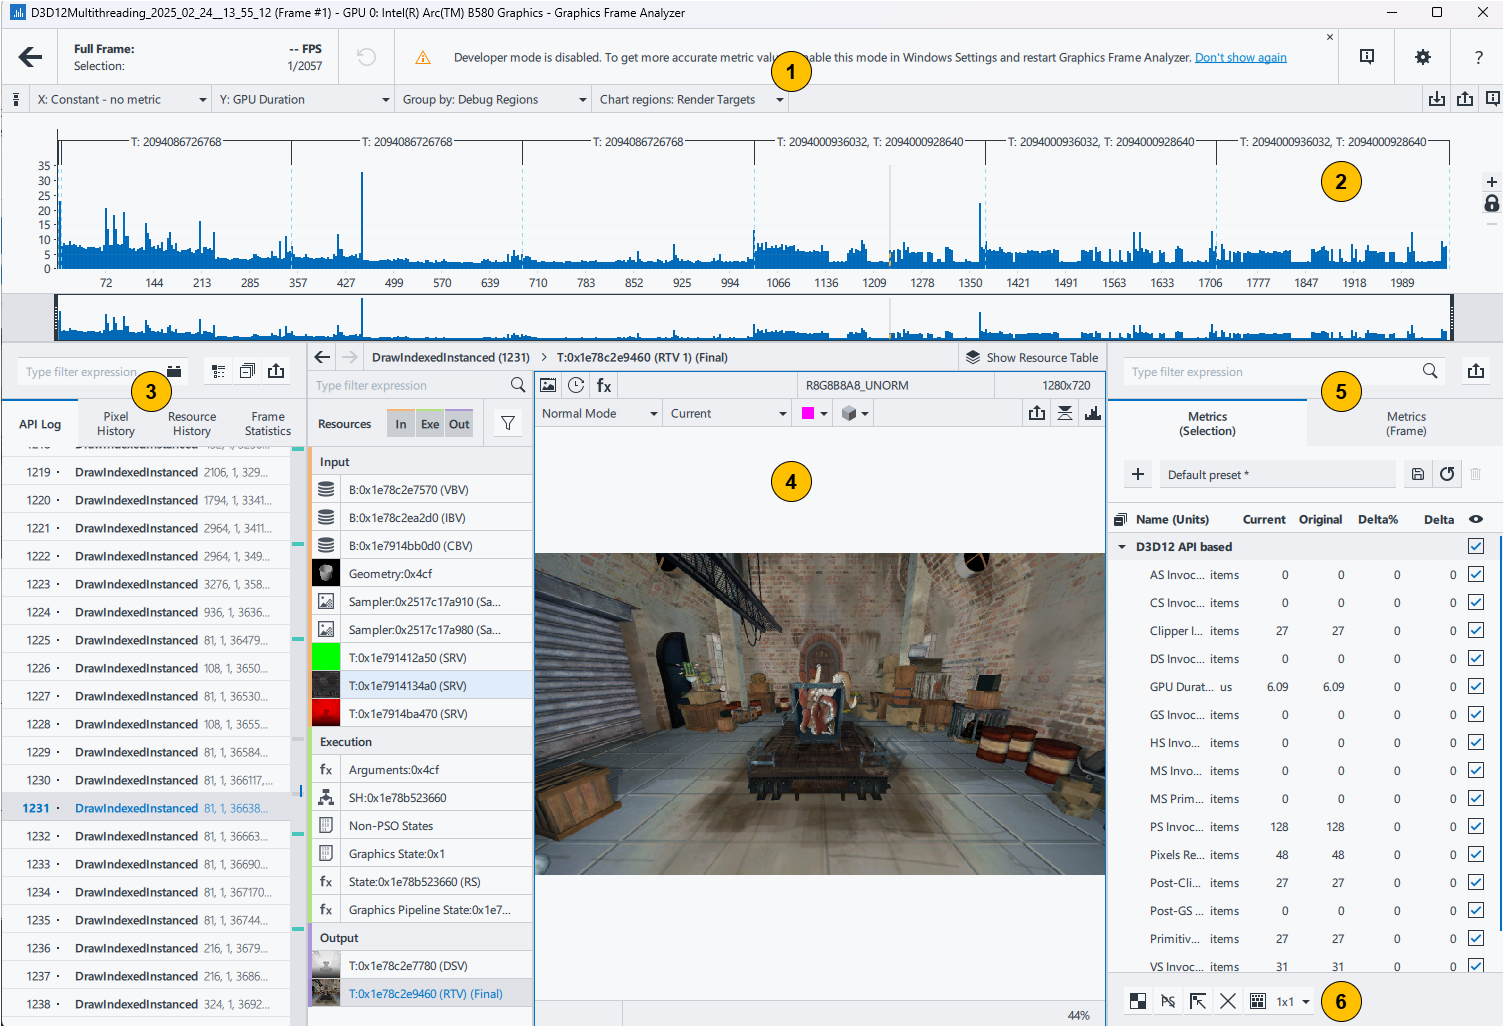 D3D12Multithreading_2025_02_24__13_55_12 (Frame #1) - GPU 0: Intel(R) Arc(TM) B580 Graphics - Graphics Frame Analyzer
Full Frame: -- FPS
Selection: 1/2057
Developer mode is disabled. To get more accurate metric valu nable this mode in Windows Settings and restart Graphics Frame Analyzer. Don't show again
1
X: Constant - no metric Y: GPU Duration Group by: Debug Regions Chart regions: Render Targets
T: 2094086726768 T: 2094086726768 T: 2094086726768 T: 2094000936032, T: 2094000928640 T: 2094000936032, T: 2094000928640 T: 2094000936032, T: 2094000928640
35
30
25
20
15
10
5
0
2
72 144 213 285 357 427 499 570 639 710 783 852 925 994 1066 1136 1209 1278 1350 1421 1491 1563 1633 1706 1777 1847 1918 1989
Type filter expression
3
API Log
Pixel History
Resource History
Frame Statistics
1219 · DrawIndexedInstanced 2106, 1, 329...
1220 · DrawIndexedInstanced 1794, 1, 3341...
1221 · DrawIndexedInstanced 2964, 1, 3411...
1222 · DrawIndexedInstanced 2964, 1, 349...
1223 · DrawIndexedInstanced 3276, 1, 358...
1224 · DrawIndexedInstanced 936, 1, 3636...
1225 · DrawIndexedInstanced 81, 1, 36479...
1226 · DrawIndexedInstanced 108, 1, 3650...
1227 · DrawIndexedInstanced 81, 1, 36530...
1228 · DrawIndexedInstanced 108, 1, 3655...
1229 · DrawIndexedInstanced 81, 1, 36584...
1230 · DrawIndexedInstanced 81, 1, 366117,...
1231 · DrawIndexedInstanced 81, 1, 36638...
1232 · DrawIndexedInstanced 81, 1, 36663...
1233 · DrawIndexedInstanced 81, 1, 36690...
1234 · DrawIndexedInstanced 81, 1, 367170...
1235 · DrawIndexedInstanced 81, 1, 36744...
1236 · DrawIndexedInstanced 216, 1, 3679...
1237 · DrawIndexedInstanced 216, 1, 3686...
1238 · DrawIndexedInstanced 324, 1, 3692...
DrawIndexedInstanced (1231) > T:0x1e78c2e9460 (RTV 1) (Final) Show Resource Table
Type filter expression
Resources In Exe Out
Input
B:0x1e78c2e7570 (VBV)
B:0x1e78c2ea2d0 (IBV)
B:0x1e7914bb0d0 (CBV)
Geometry:0x4cf
Sampler:0x2517c17a910 (Sa...
Sampler:0x2517c17a980 (Sa...
T:0x1e791412a50 (SRV)
T:0x1e7914134a0 (SRV)
T:0x1e7914ba470 (SRV)
Execution
fx Arguments:0x4cf
SH:0x1e78b523660
Non-PSO States
Graphics State:0x1
fx State:0x1e78b523660 (RS)
fx Graphics Pipeline State:0x1e7...
Output
T:0x1e78c2e7780 (DSV)
T:0x1e78c2e9460 (RTV) (Final)
fx R8G8B8A8_UNORM 1280x720
Normal Mode Current
4
44%
Type filter expression
5
Metrics (Selection)
Metrics (Frame)
Default preset *
Name (Units) Current Original Delta% Delta
D3D12 API based
AS Invoc... items 0 0 0 0
CS Invoc... items 0 0 0 0
Clipper I... items 27 27 0 0
DS Invoc... items 0 0 0 0
GPU Durat... us 6.09 6.09 0 0
GS Invoc... items 0 0 0 0
HS Invo... items 0 0 0 0
MS Invo... items 0 0 0 0
MS Prim... items 0 0 0 0
PS Invoc... items 128 128 0 0
Pixels Re... items 48 48 0 0
Post-Cli... items 27 27 0 0
Post-GS ... items 0 0 0 0
Primitiv... items 27 27 0 0
VS Invoc... items 31 31 0 0
PS 1x1
6